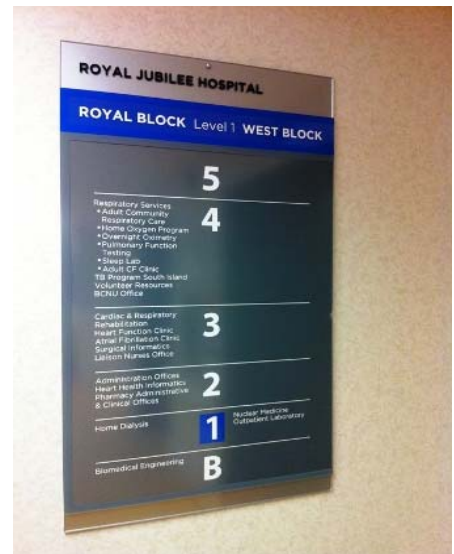 ROYAL JUBILEE HOSPITAL
ROYAL BLOCK Level 1 WEST BLOCK
5
Respiratory Services
• Adult Community
Respiratory Care
• Home Oxygen Program
• Overnight Oximetry
• Pulmonary Function
Testing
• Sleep Lab
• Adult CF Clinic
TB Program South Island
Volunteer Resources
BCNU Office
4
Cardiac & Respiratory
Rehabilitation
Heart Function Clinic
Atrial Fibrillation Clinic
Surgical Informatics
Liaison Nurses Office
3
Administration Offices
Heart Health Informatics
Pharmacy Administrative
& Clinical Offices
2
Home Dialysis
1
Nuclear Medicine
Outpatient Laboratory
Biomedical Engineering
B